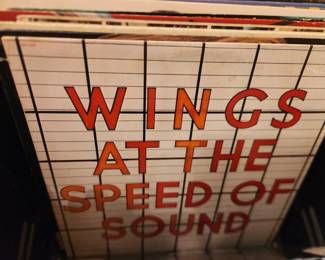 WINGS
AT THE
SPEED OF
SOUND